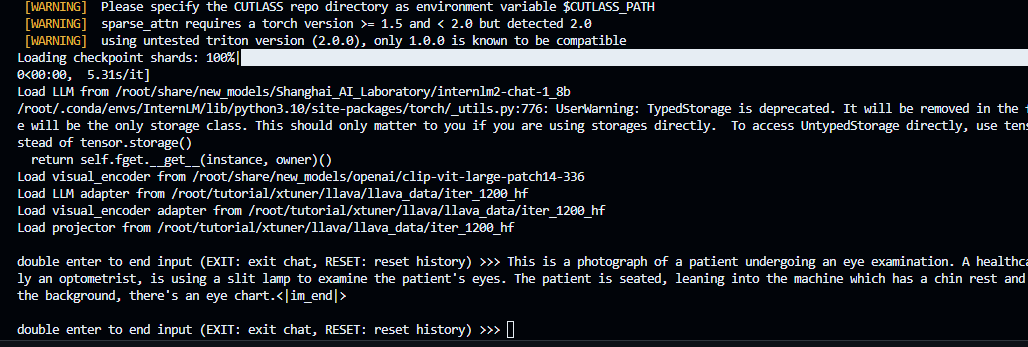 [WARNING]  Please specify the CUTLASS repo directory as environment variable $CUTLASS_PATH
[WARNING]  sparse_attn requires a torch version >= 1.5 and < 2.0 but detected 2.0
[WARNING]  using untested triton version (2.0.0), only 1.0.0 is known to be compatible
Loading checkpoint shards: 100%|
0<00:00,  5.31s/it]
Load LLM from /root/share/new_models/Shanghai_AI_Laboratory/internlm2-chat-1_8b
/root/.conda/envs/InternLM/lib/python3.10/site-packages/torch/_utils.py:776: UserWarning: TypedStorage is deprecated. It will be removed in the
e will be the only storage class. This should only matter to you if you are using storages directly.  To access UntypedStorage directly, use
stead of tensor.storage()
  return self.fget.__get__(instance, owner)()
Load visual_encoder from /root/share/new_models/openai/clip-vit-large-patch14-336
Load LLM adapter from /root/tutorial/xtuner/llava/llava_data/iter_1200_hf
Load visual_encoder adapter from /root/tutorial/xtuner/llava/llava_data/iter_1200_hf
Load projector from /root/tutorial/xtuner/llava/llava_data/iter_1200_hf
double enter to end input (EXIT: exit chat, RESET: reset history) >>> This is a photograph of a patient undergoing an eye examination. A healthca
ly an optometrist, is using a slit lamp to examine the patient's eyes. The patient is seated, leaning into the machine which has a chin rest and
the background, there's an eye chart.<|im_end|>
double enter to end input (EXIT: exit chat, RESET: reset history) >>>